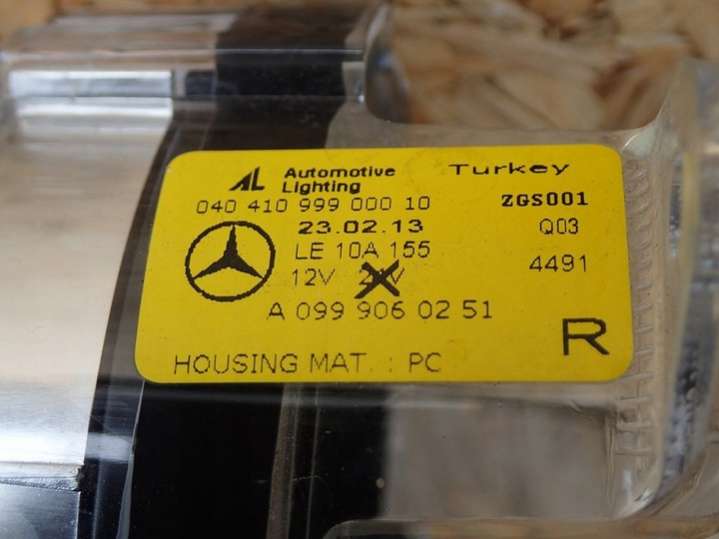 AL Automotive Lighting Turkey
040 410 999 000 10 ZGS001
23.02.13 Q03
LE 10A 155 4491
12V
A 099 906 02 51
R
HOUSING MAT. : PC